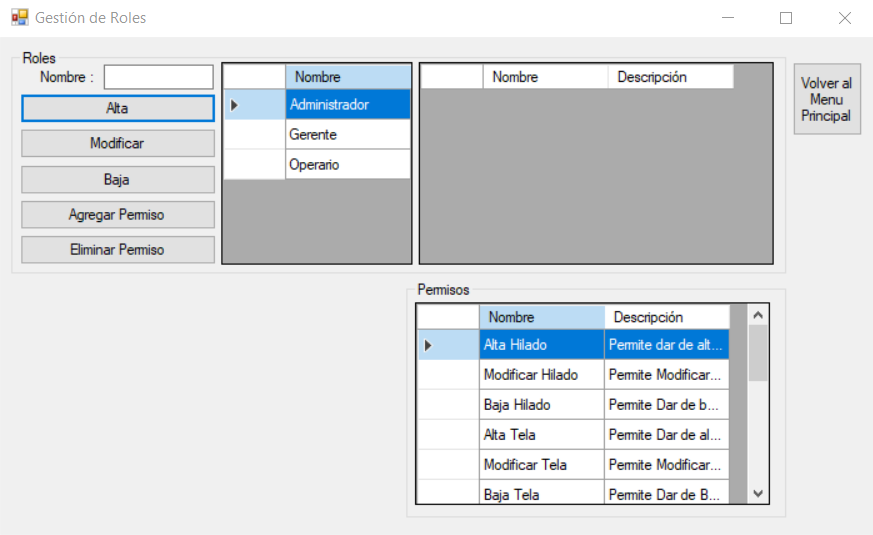 Gestión de Roles
Roles
Nombre :
Alta
Modificar
Baja
Agregar Permiso
Eliminar Permiso
Nombre
Administrador
Gerente
Operario
Nombre Descripción
Volver al
Menu
Principal
Permisos
Nombre Descripción
Alta Hilado Permite dar de alt...
Modificar Hilado Permite Modificar...
Baja Hilado Permite Dar de b...
Alta Tela Permite Dar de al...
Modificar Tela Permite Modificar...
Baja Tela Permite Dar de B...